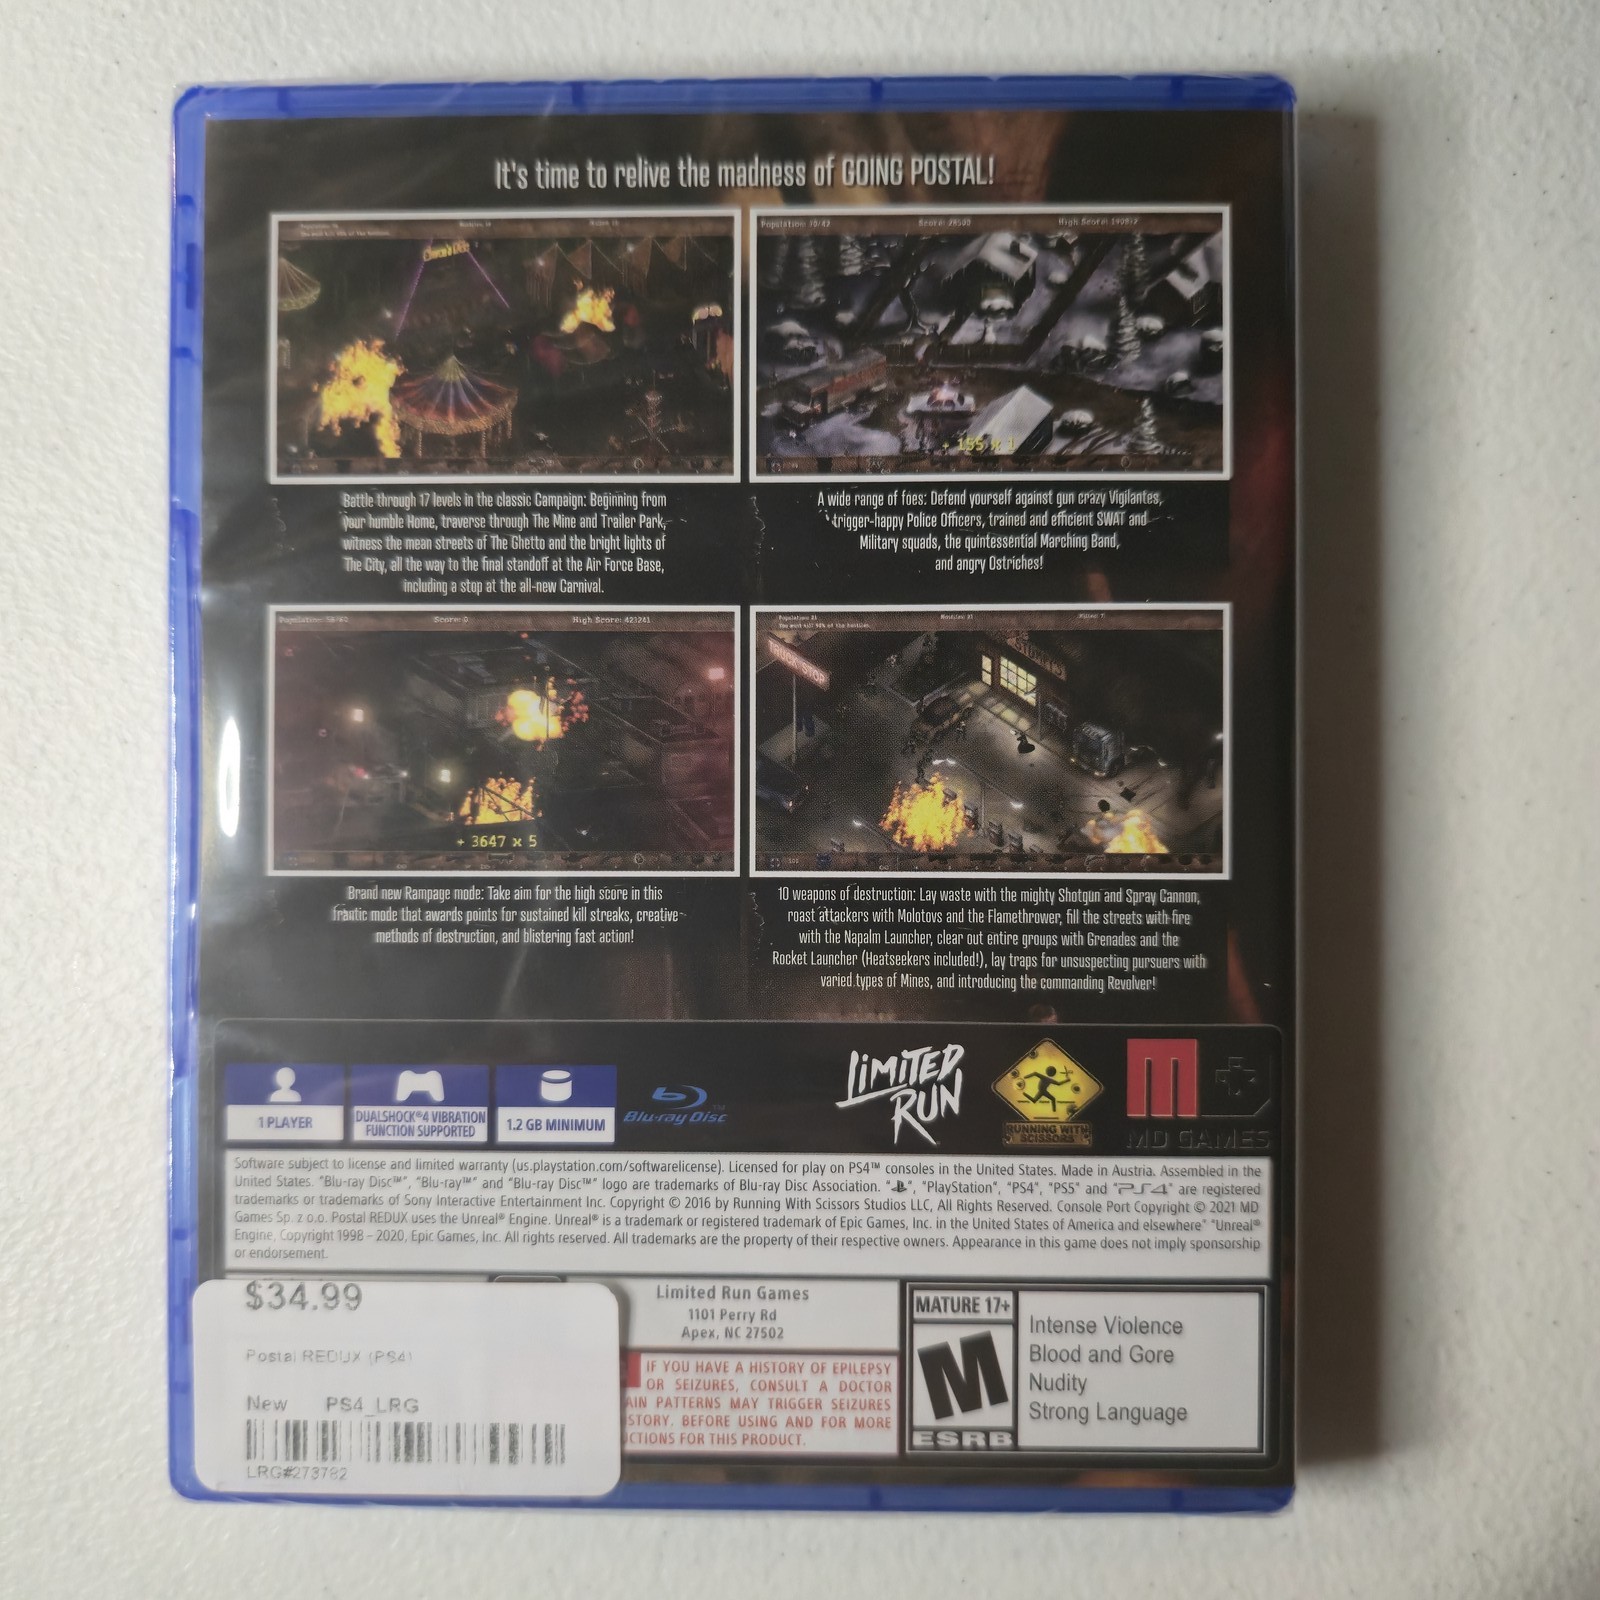 It's time to relive the madness of GOING POSTAL!
Population: 10/42 Score: 28500
Battle through 17 levels in the classic Campaign: Beginning from
your humble Home, traverse through The Mine and Trailer Park,
witness the mean streets of The Ghetto and the bright lights of
The City, all the way to the final standoff at the Air Force Base,
including a stop at the all-new Carnival.
+ 155 x 1
A wide range of foes: Defend yourself against gun crazy Vigilantes,
trigger-happy Police Officers, trained and efficient SWAT and
Military squads, the quintessential Marching Band,
and angry Ostriches!
Score: 0 High Score: 421241
+ 3647 x 5
Brand new Rampage mode: Take aim for the high score in this
frantic mode that awards points for sustained kill streaks, creative
methods of destruction, and blistering fast action!
TRUCK STOP
10 weapons of destruction: Lay waste with the mighty Shotgun and Spray Cannon,
roast attackers with Molotovs and the Flamethrower, fill the streets with fire
with the Napalm Launcher, clear out entire groups with Grenades and the
Rocket Launcher (Heatseekers included!), lay traps for unsuspecting pursuers with
varied types of Mines, and introducing the commanding Revolver!
1 PLAYER
DUALSHOCK®4 VIBRATION
FUNCTION SUPPORTED
1.2 GB MINIMUM
Blu-ray Disc™
LIMITED
RUN
RUNNING WITH
SCISSORS
MD GAMES
Software subject to license and limited warranty (us.playstation.com/softwarelicense). Licensed for play on PS4™ consoles in the United States. Made in Austria. Assembled in the
United States. "Blu-ray Disc™", "Blu-ray™" and "Blu-ray Disc™" logo are trademarks of Blu-ray Disc Association. "", "PlayStation", "PS4", "PS5" and "PS4" are registered
trademarks or trademarks of Sony Interactive Entertainment Inc. Copyright © 2016 by Running With Scissors Studios LLC, All Rights Reserved. Console Port Copyright © 2021 MD
Games Sp. z o.o. Postal REDUX uses the Unreal® Engine. Unreal® is a trademark or registered trademark of Epic Games, Inc. in the United States of America and elsewhere" "Unreal®
Engine, Copyright 1998 – 2020, Epic Games, Inc. All rights reserved. All trademarks are the property of their respective owners. Appearance in this game does not imply sponsorship
or endorsement.
$34.99
Postal REDUX (PS4)
New PS4_LRG
LRG#273782
Limited Run Games
1101 Perry Rd
Apex, NC 27502
IF YOU HAVE A HISTORY OF EPILEPSY
OR SEIZURES, CONSULT A DOCTOR
AIN PATTERNS MAY TRIGGER SEIZURES
STORY. BEFORE USING AND FOR MORE
CTIONS FOR THIS PRODUCT.
MATURE 17+
M
ESRB
Intense Violence
Blood and Gore
Nudity
Strong Language